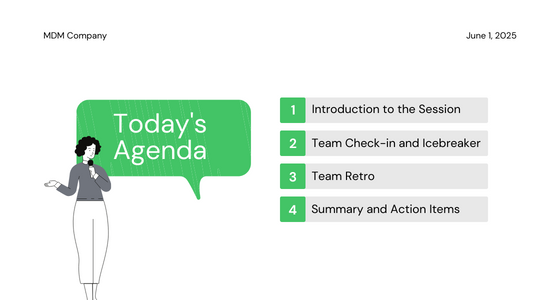 MDM Company
June 1, 2025
Today's
Agenda
1 Introduction to the Session
2 Team Check-in and Icebreaker
3 Team Retro
4 Summary and Action Items